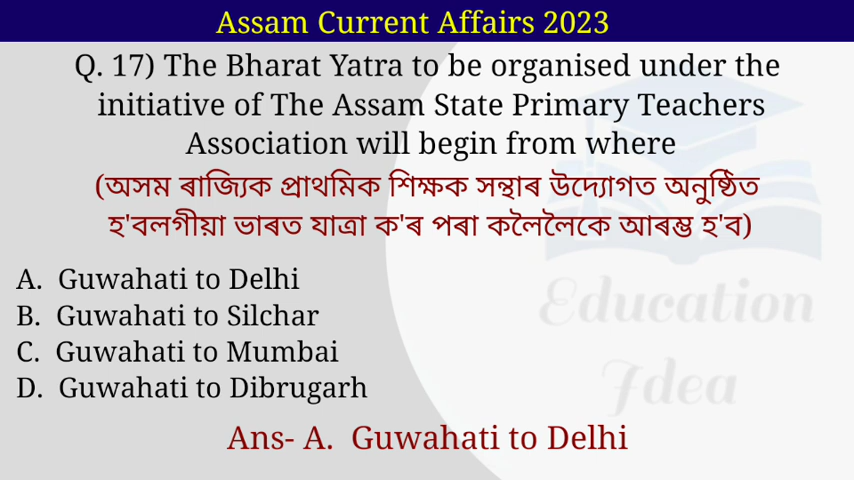 Assam Current Affairs 2023
Q. 17) The Bharat Yatra to be organised under the
initiative of The Assam State Primary Teachers
Association will begin from where
(অসম ৰাজ্যিক প্ৰাথমিক শিক্ষক সন্থাৰ উদ্যোগত অনুষ্ঠিত
হ'বলগীয়া ভাৰত যাত্ৰা ক'ৰ পৰা কলৈলৈকে আৰম্ভ হ'ব)
A. Guwahati to Delhi
B. Guwahati to Silchar
C. Guwahati to Mumbai
D. Guwahati to Dibrugarh
Ans- A. Guwahati to Delhi
Education
Idea